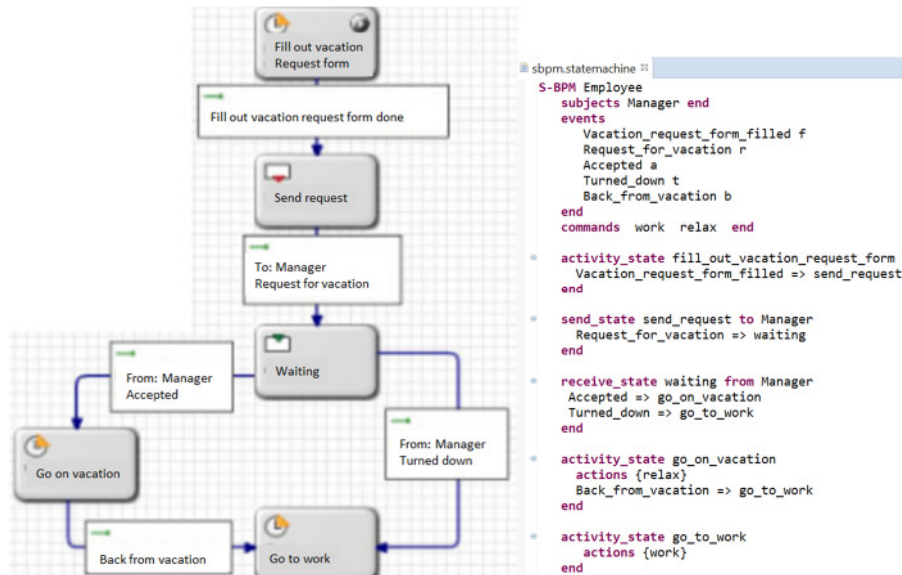 Fill out vacation
Request form
Fill out vacation request form done
Send request
To: Manager
Request for vacation
Waiting
From: Manager
Accepted
From: Manager
Turned down
Go on vacation
Back from vacation
Go to work
sbpm.statemachine
S-BPM Employee
subjects Manager end
events
Vacation_request_form_filled f
Request_for_vacation r
Accepted a
Turned_down t
Back_from_vacation b
end
commands work relax end
activity_state fill_out_vacation_request_form
Vacation_request_form_filled => send_request
end
send_state send_request to Manager
Request_for_vacation => waiting
end
receive_state waiting from Manager
Accepted => go_on_vacation
Turned_down => go_to_work
end
activity_state go_on_vacation
actions {relax}
Back_from_vacation => go_to_work
end
activity_state go_to_work
actions {work}
end